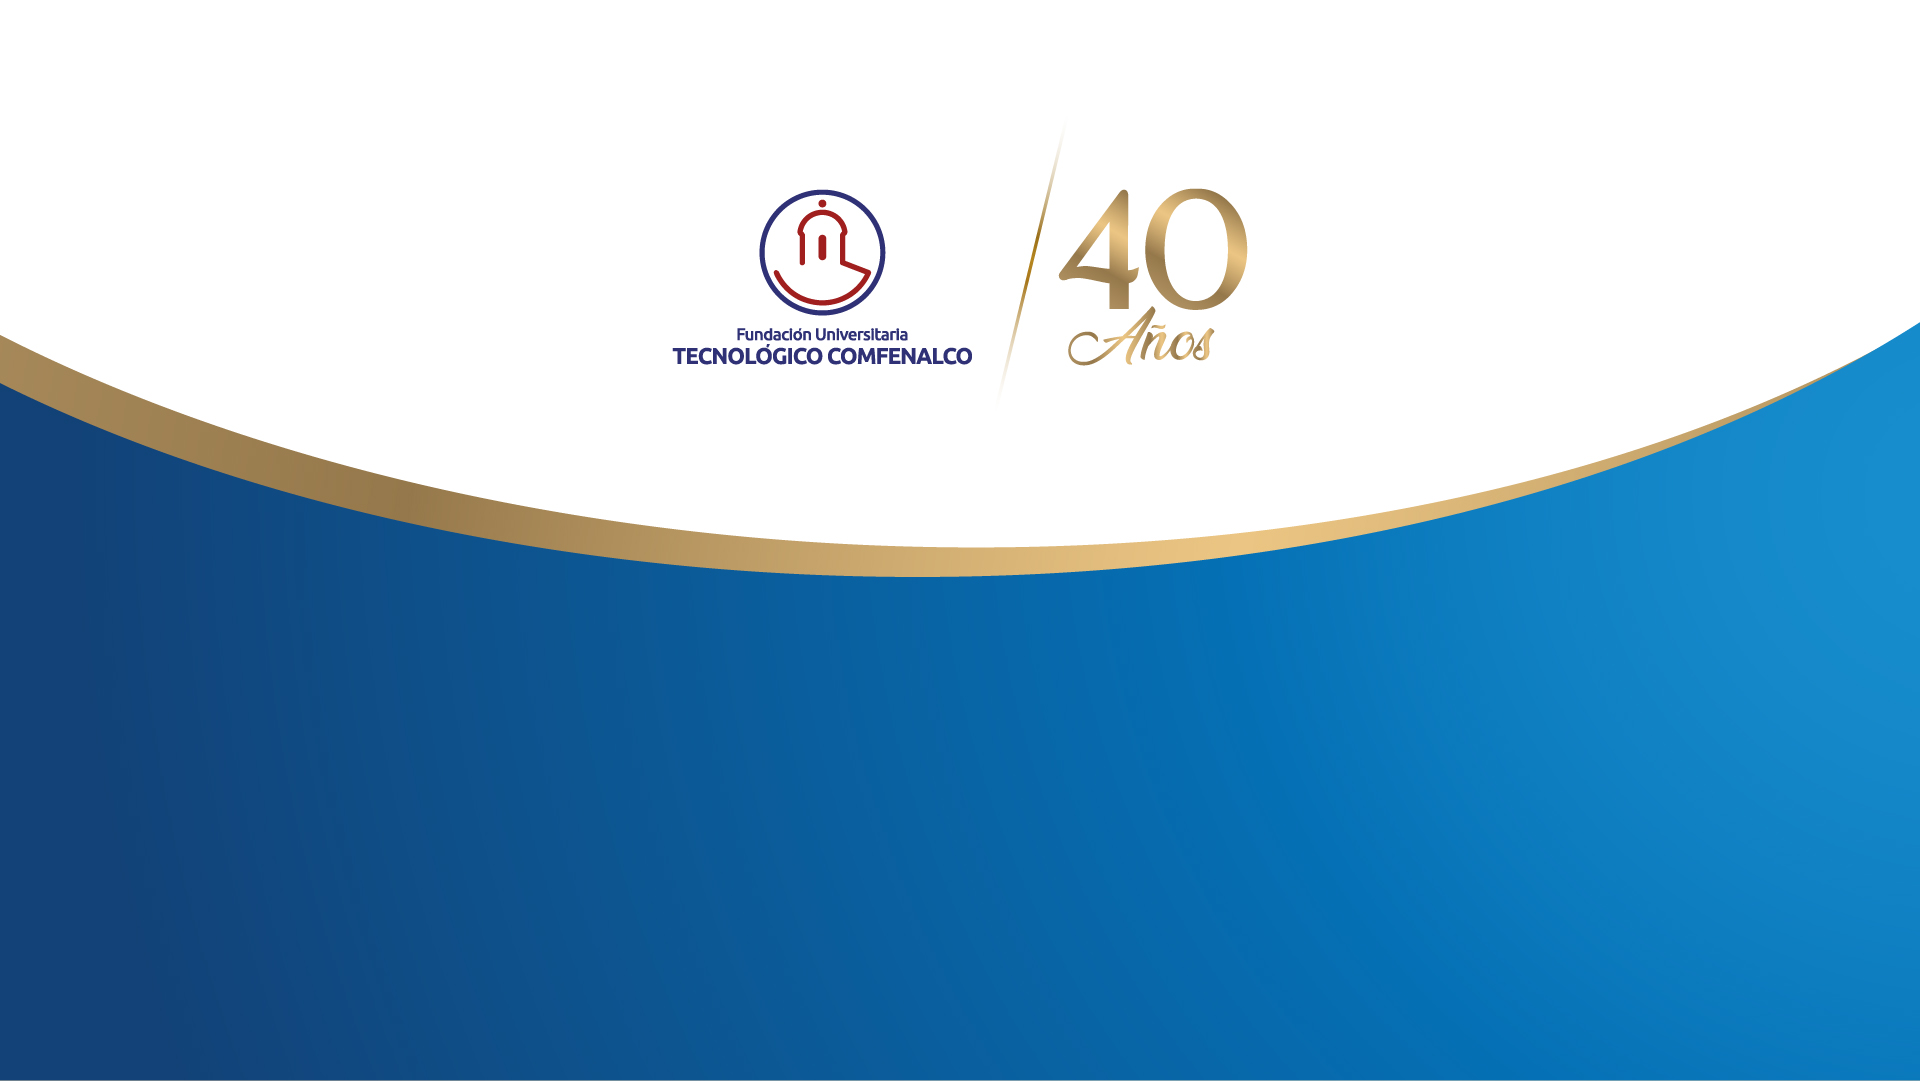 Fundación Universitaria
TECNOLÓGICO COMFENALCO
40
Años